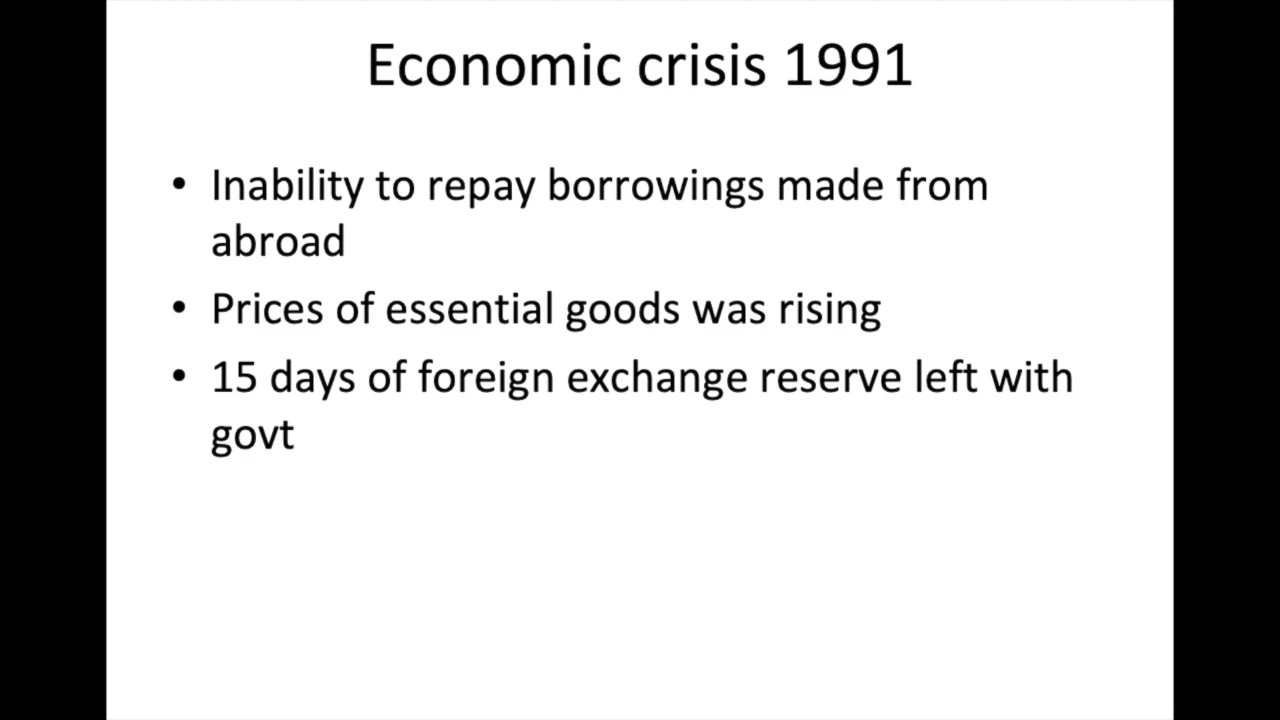 Economic crisis 1991
• Inability to repay borrowings made from
abroad
• Prices of essential goods was rising
• 15 days of foreign exchange reserve left with
govt